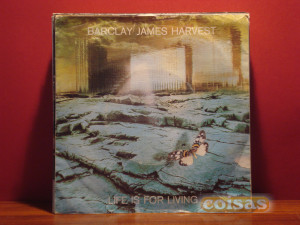 BARCLAY JAMES HARVEST
LIFE IS FOR LIVING
coisas